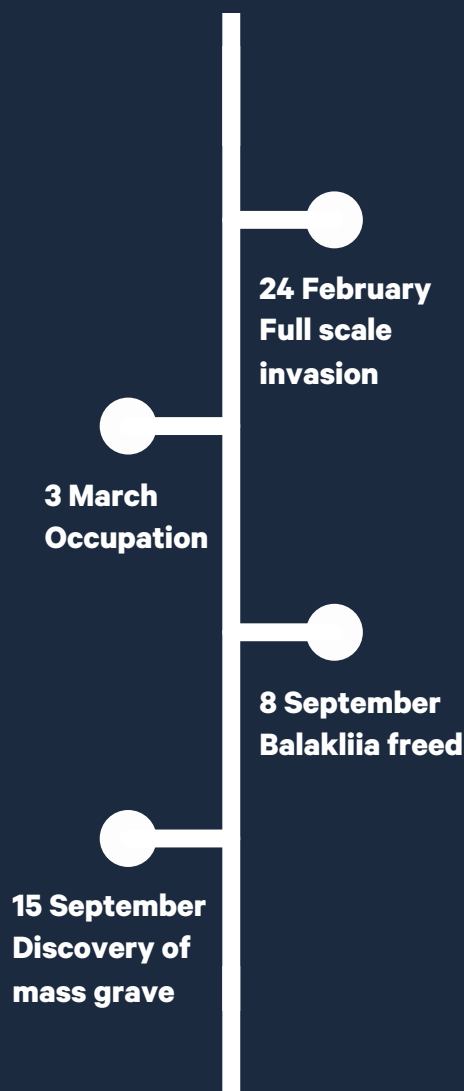 24 February
Full scale
invasion
3 March
Occupation
8 September
Balakliia freed
15 September
Discovery of
mass grave